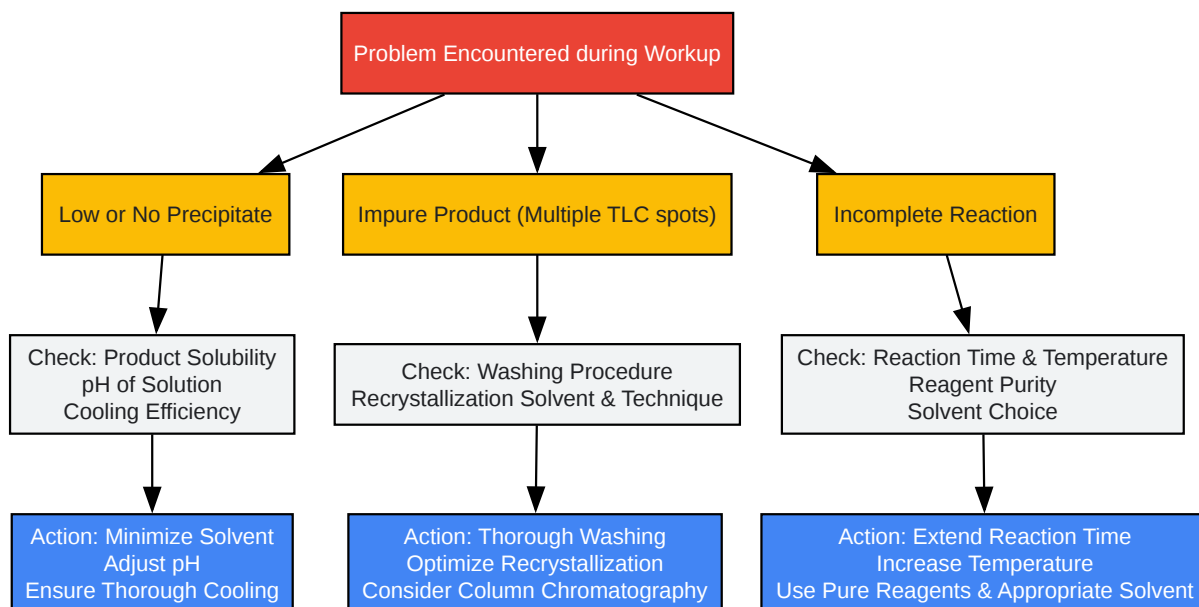 Problem Encountered during Workup
Low or No Precipitate
Impure Product (Multiple TLC spots)
Incomplete Reaction
Check: Product Solubility
pH of Solution
Cooling Efficiency
Check: Washing Procedure
Recrystallization Solvent & Technique
Check: Reaction Time & Temperature
Reagent Purity
Solvent Choice
Action: Minimize Solvent
Adjust pH
Ensure Thorough Cooling
Action: Thorough Washing
Optimize Recrystallization
Consider Column Chromatography
Action: Extend Reaction Time
Increase Temperature
Use Pure Reagents & Appropriate Solvent